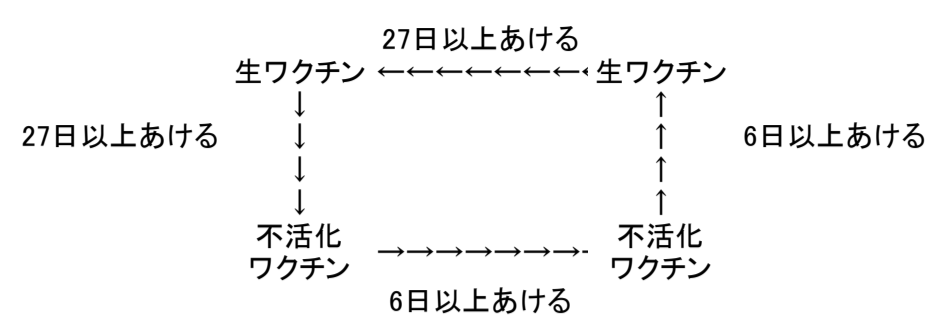 27日以上あける
生ワクチン ←←←←←←←← 生ワクチン
↓ ↑
27日以上あける ↓ ↑ 6日以上あける
↓ ↑
↓ ↑
不活化 不活化
ワクチン →→→→→→→ ワクチン
6日以上あける